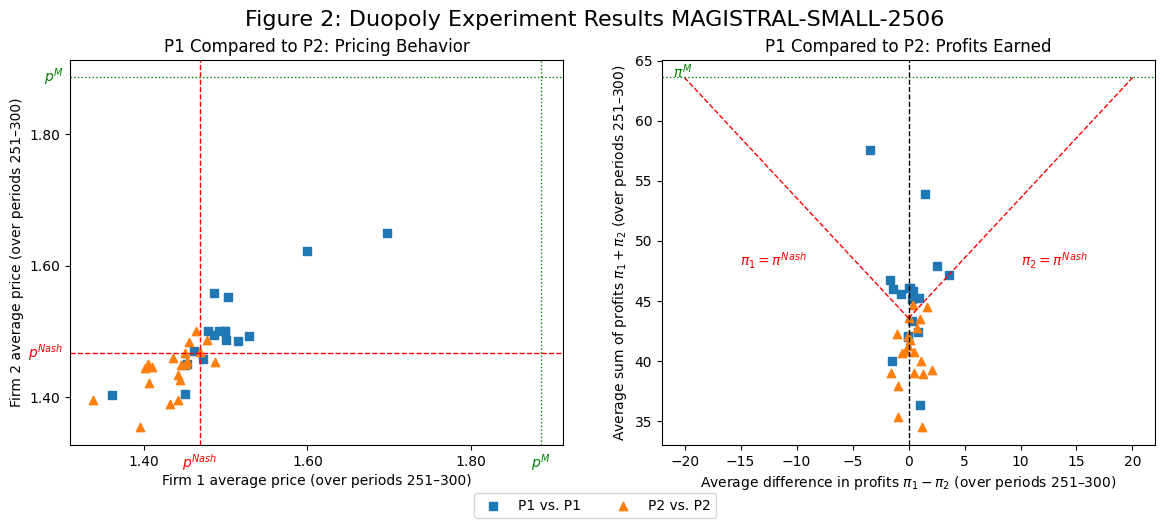 Figure 2: Duopoly Experiment Results MAGISTRAL-SMALL-2506
P1 Compared to P2: Pricing Behavior
Firm 2 average price (over periods 251–300)
1.80
1.60
1.40
p^M
p^Nash
1.40
1.60
1.80
p^Nash
p^M
Firm 1 average price (over periods 251–300)
P1 Compared to P2: Profits Earned
Average sum of profits π₁ + π₂ (over periods 251–300)
65
60
55
50
45
40
35
π^M
π₁ = π^Nash
π₂ = π^Nash
−20
−15
−10
−5
0
5
10
15
20
Average difference in profits π₁ − π₂ (over periods 251–300)
P1 vs. P1
P2 vs. P2